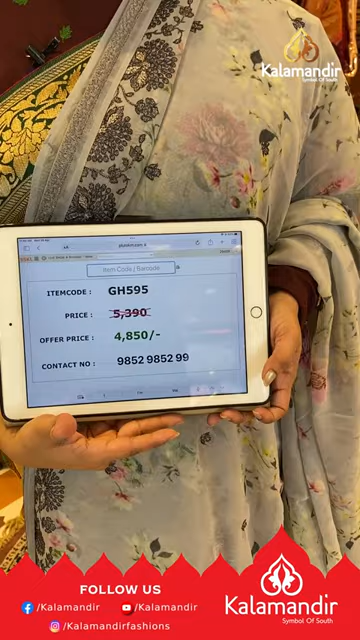 Kalamandir
Symbol Of South
Item Code | Barcode
ITEMCODE : GH595
PRICE : 5,390
OFFER PRICE : 4,850/-
CONTACT NO : 9852 9852 99
FOLLOW US
/Kalamandir /Kalamandir
/Kalamandirfashions
Kalamandir
Symbol Of South